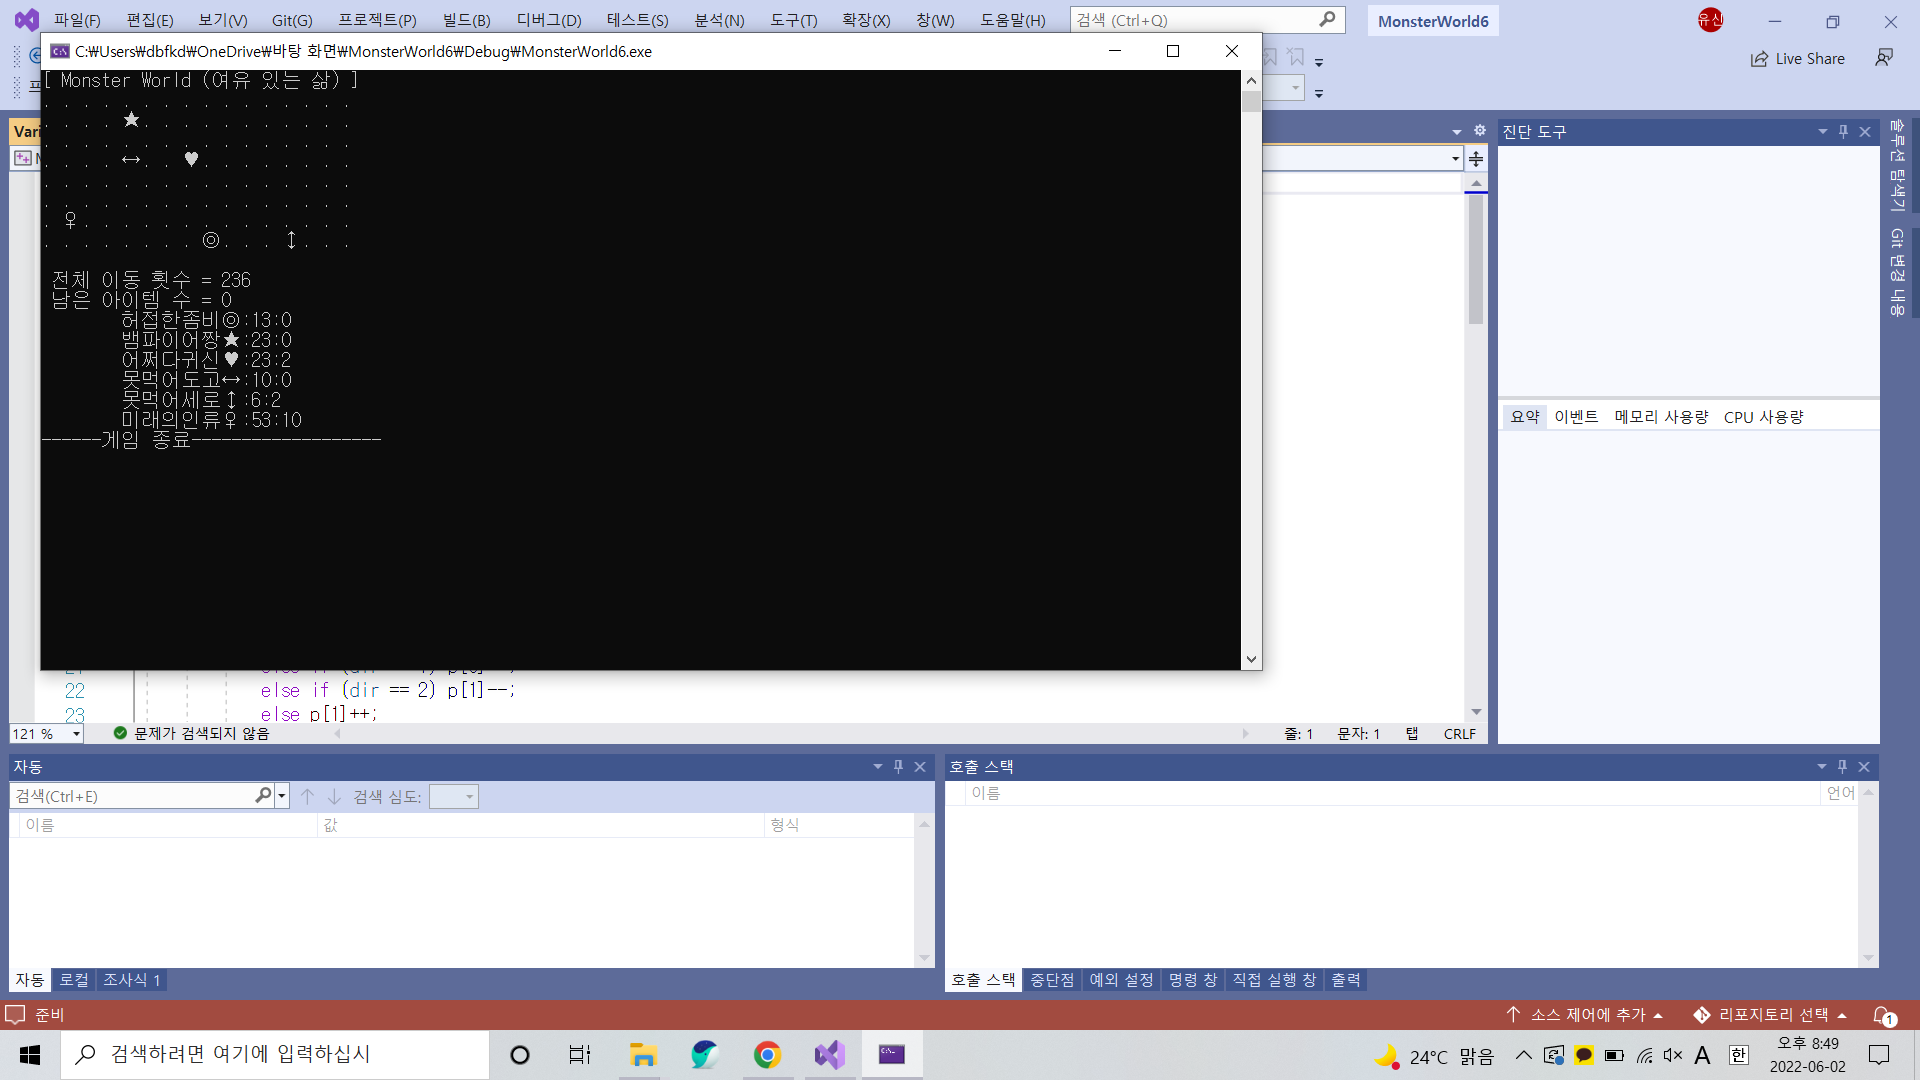 파일(F) 편집(E) 보기(V) Git(G) 프로젝트(P) 빌드(B) 디버그(D) 테스트(S) 분석(N) 도구(T) 확장(X) 창(W) 도움말(H) 검색 (Ctrl+Q) MonsterWorld6 유신
C:₩Users₩dbfkd₩OneDrive₩바탕 화면₩MonsterWorld6₩Debug₩MonsterWorld6.exe
Live Share
[ Monster World (여유 있는 삶) ]
. . . . . . . . . . . . . . . .
. . . . ★ . . . . . . . . . . .
. . . . . . . . . . . . . . . .
. . . . ↔ . . ♥ . . . . . . . .
. . . . . . . . . . . . . . . .
. . . . . . . . . . . . . . . .
. ♀ . . . . . . . . . . . . . .
. . . . . . . . ◎ . . . ↕ . . .
전체 이동 횟수 = 236
남은 아이템 수 = 0
허접한좀비◎:13:0
뱀파이어짱★:23:0
어쩌다귀신♥:23:2
못먹어도고↔:10:0
못먹어세로↕:6:2
미래의인류♀:53:10
------게임 종료-------------------
Vari
진단 도구
요약 이벤트 메모리 사용량 CPU 사용량
솔루션 탐색기
Git 변경 내용
22 else if (dir == 2) p[1]--;
23 else p[1]++;
121 % 문제가 검색되지 않음 줄: 1 문자: 1 탭 CRLF
자동
검색(Ctrl+E) 검색 심도:
이름 값 형식
자동 로컬 조사식 1
호출 스택
이름 언어
호출 스택 중단점 예외 설정 명령 창 직접 실행 창 출력
준비 소스 제어에 추가 리포지토리 선택 1
검색하려면 여기에 입력하십시 24°C 맑음 A 한 오후 8:49
2022-06-02